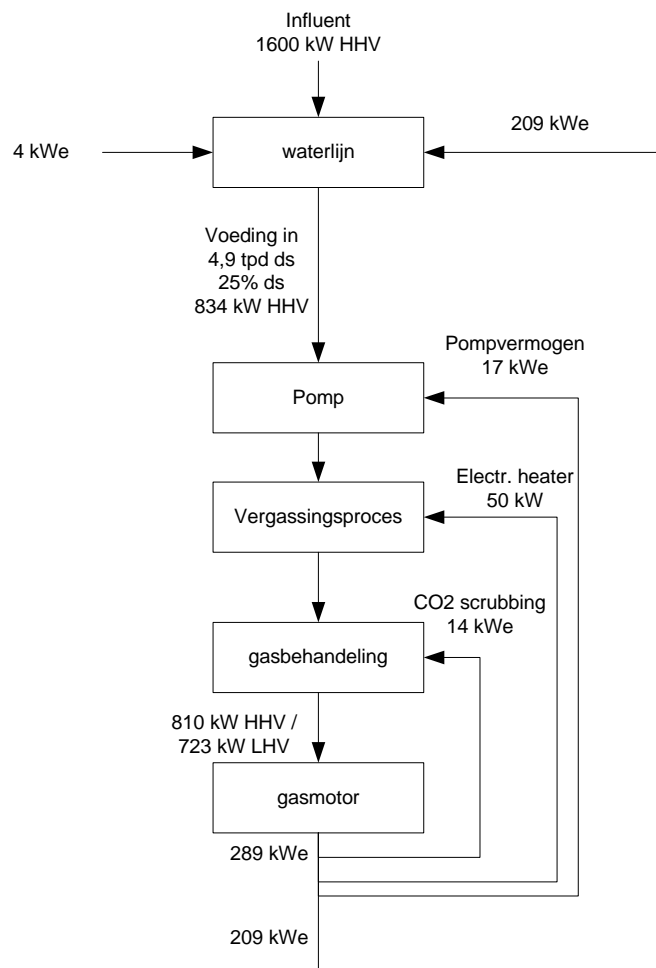 Influent
1600 kW HHV
209 kWe
4 kWe
waterlijn
Voeding in
4,9 tpd ds
25% ds
834 kW HHV
Pompvermogen
17 kWe
Pomp
Electr. heater
50 kW
Vergassingsproces
CO2 scrubbing
14 kWe
gasbehandeling
810 kW HHV /
723 kW LHV
gasmotor
289 kWe
209 kWe